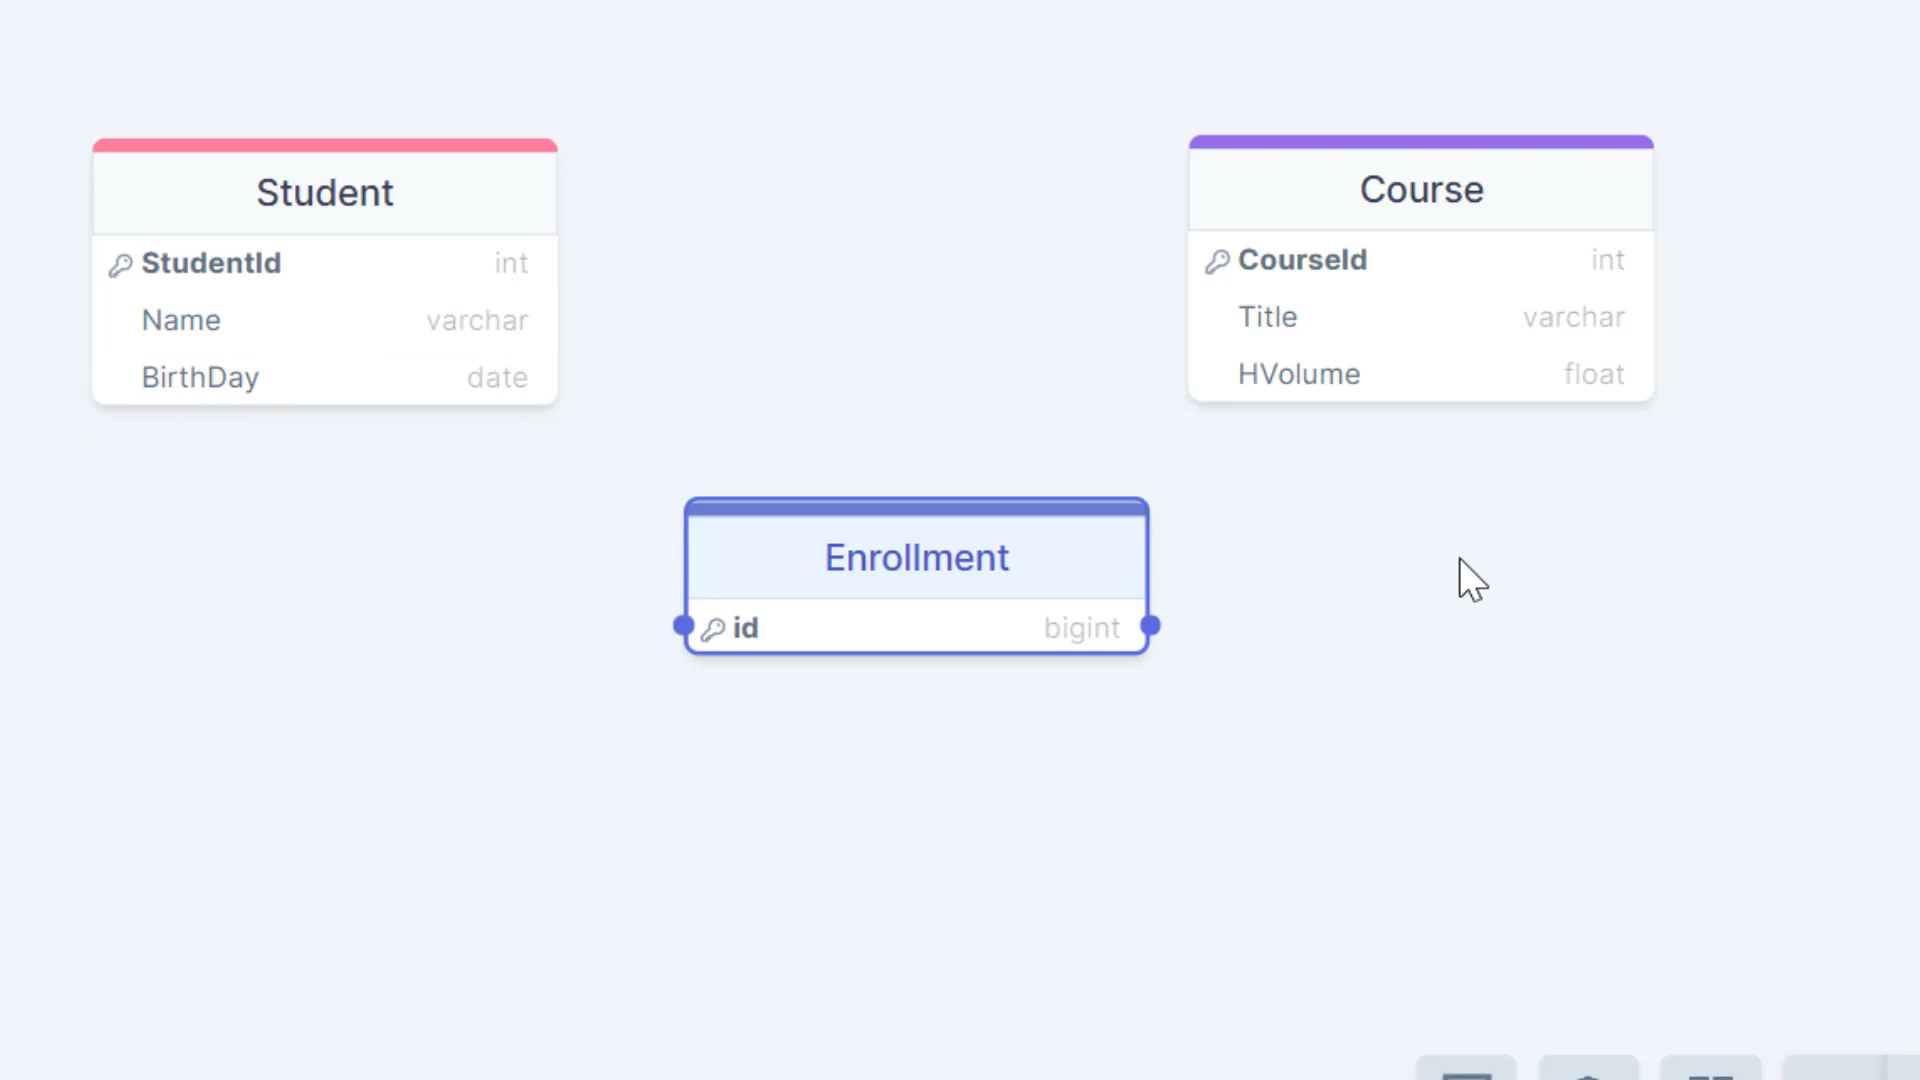 Student
StudentId int
Name varchar
BirthDay date
Course
CourseId int
Title varchar
HVolume float
Enrollment
id bigint